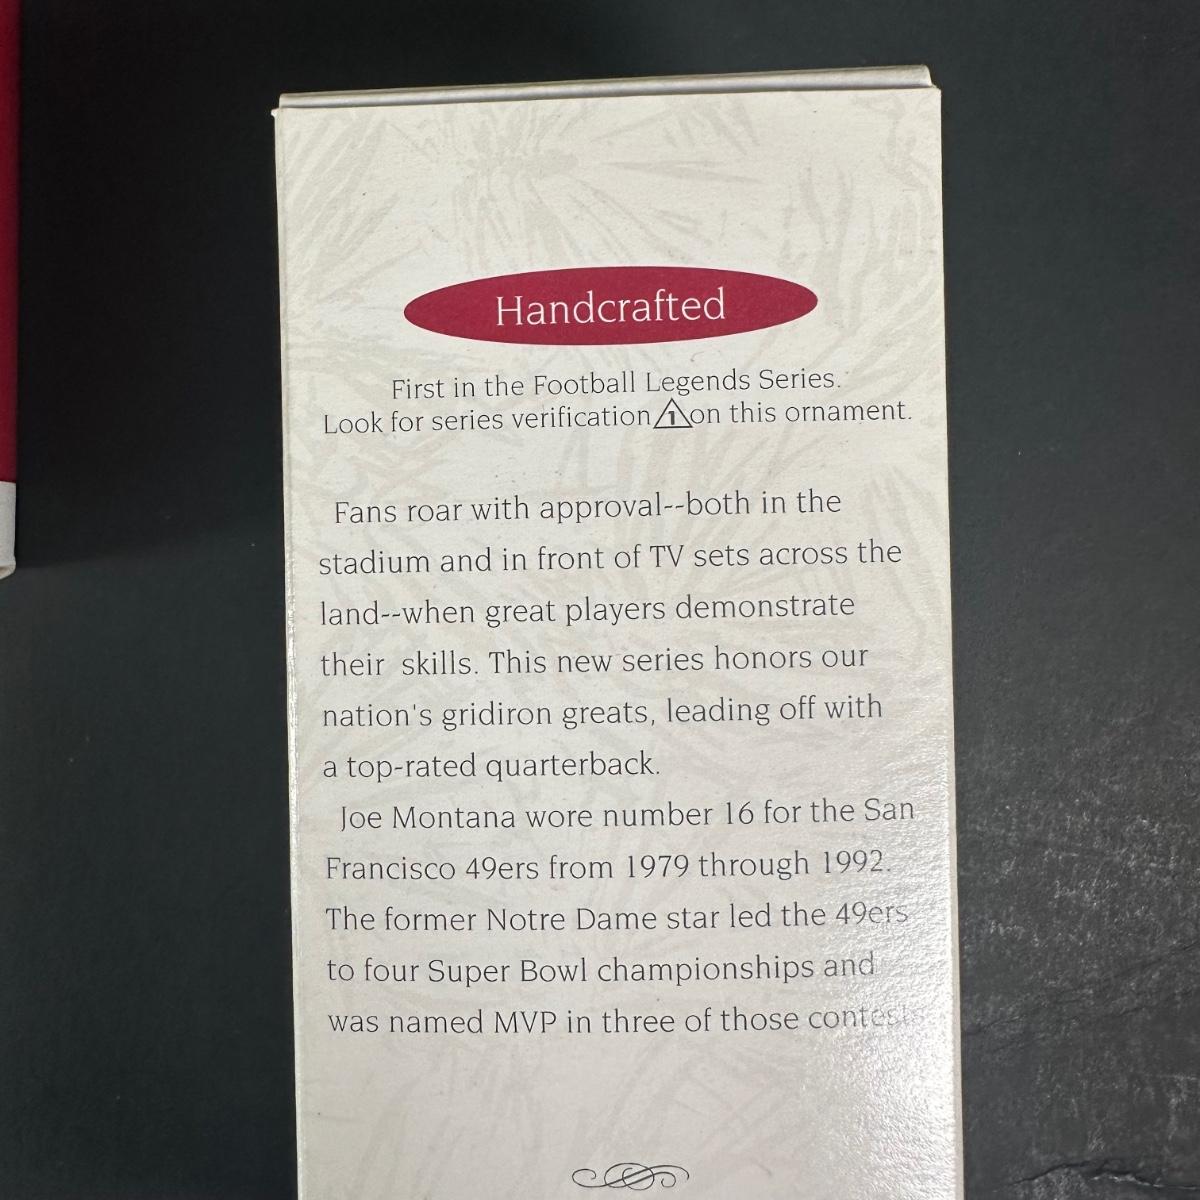 Handcrafted
First in the Football Legends Series.
Look for series verification 1 on this ornament.
Fans roar with approval--both in the
stadium and in front of TV sets across the
land--when great players demonstrate
their skills. This new series honors our
nation's gridiron greats, leading off with
a top-rated quarterback.
Joe Montana wore number 16 for the San
Francisco 49ers from 1979 through 1992.
The former Notre Dame star led the 49ers
to four Super Bowl championships and
was named MVP in three of those contests